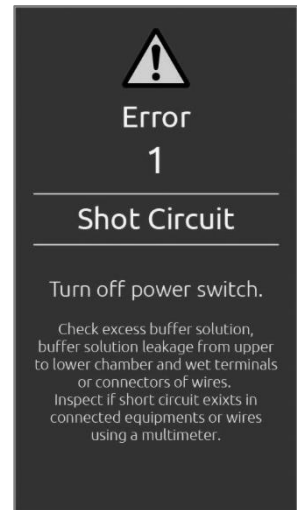 Error
1
Shot Circuit
Turn off power switch.
Check excess buffer solution,
buffer solution leakage from upper
to lower chamber and wet terminals
or connectors of wires.
Inspect if short circuit exixts in
connected equipments or wires
using a multimeter.